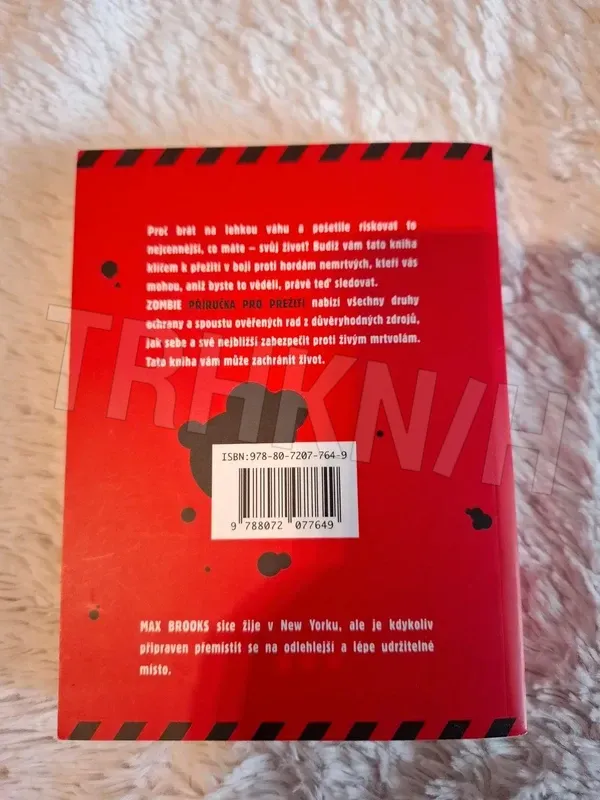 Proč brát na lehkou váhu a pošetile riskovat to
nejcennější, co máte – svůj život? Budiž vám tato kniha
klíčem k přežití v boji proti hordám nemrtvých, kteří vás
mohou, aniž byste to věděli, právě teď sledovat.
ZOMBIE PŘÍRUČKA PRO PŘEŽITÍ nabízí všechny druhy
ochrany a spoustu ověřených rad z důvěryhodných zdrojů,
jak sebe a své nejbližší zabezpečit proti živým mrtvolám.
Tato kniha vám může zachránit život.
TRHKNIH
ISBN:978-80-7207-764-9
9 788072 077649
MAX BROOKS sice žije v New Yorku, ale je kdykoliv
připraven přemístit se na odlehlejší a lépe udržitelné
místo.